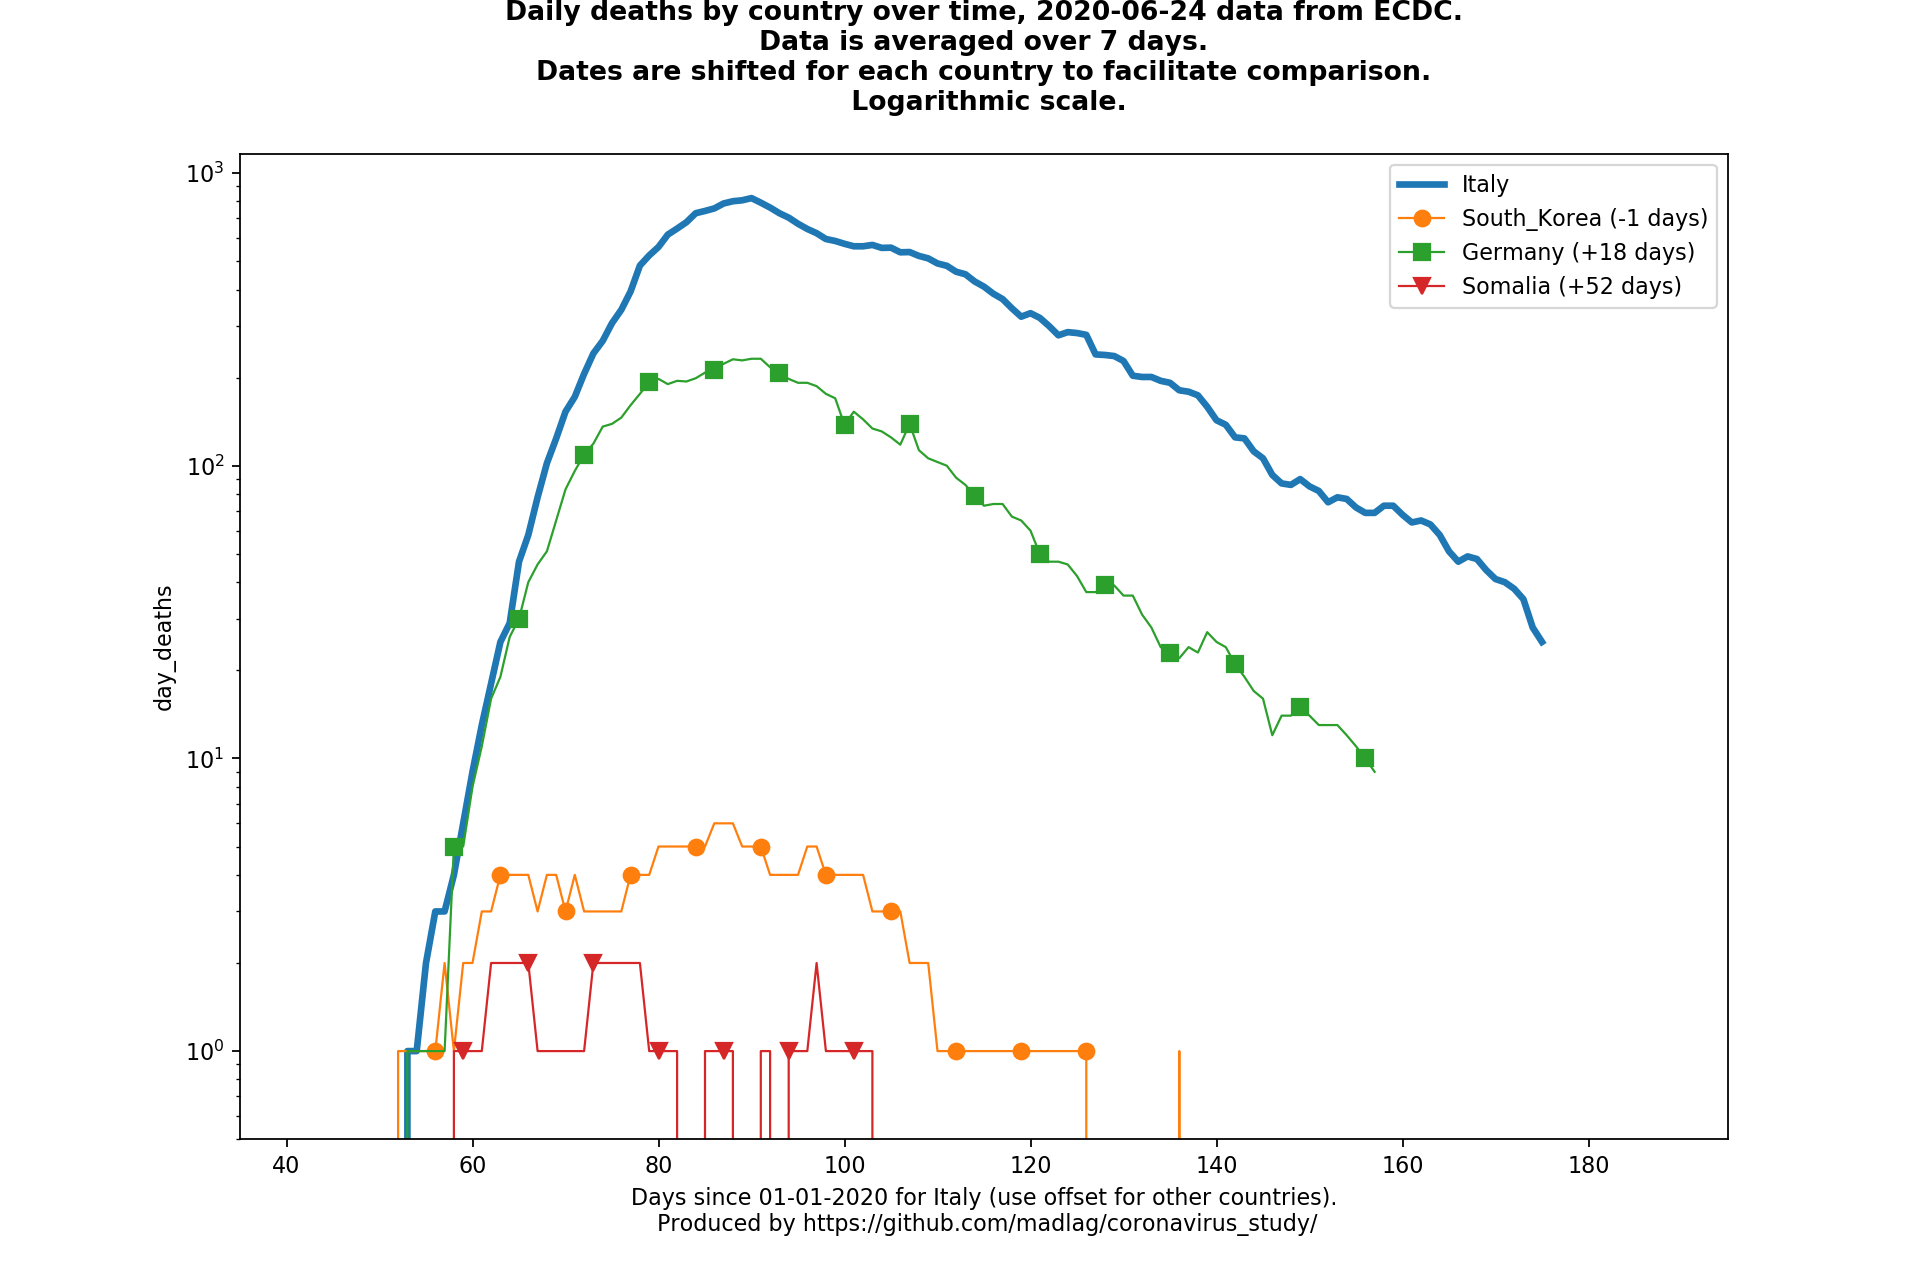 Daily deaths by country over time, 2020-06-24 data from ECDC.
Data is averaged over 7 days.
Dates are shifted for each country to facilitate comparison.
Logarithmic scale.
10³
Italy
South_Korea (-1 days)
Germany (+18 days)
Somalia (+52 days)
10²
day_deaths
10¹
10⁰
40 60 80 100 120 140 160 180
Days since 01-01-2020 for Italy (use offset for other countries).
Produced by https://github.com/madlag/coronavirus_study/